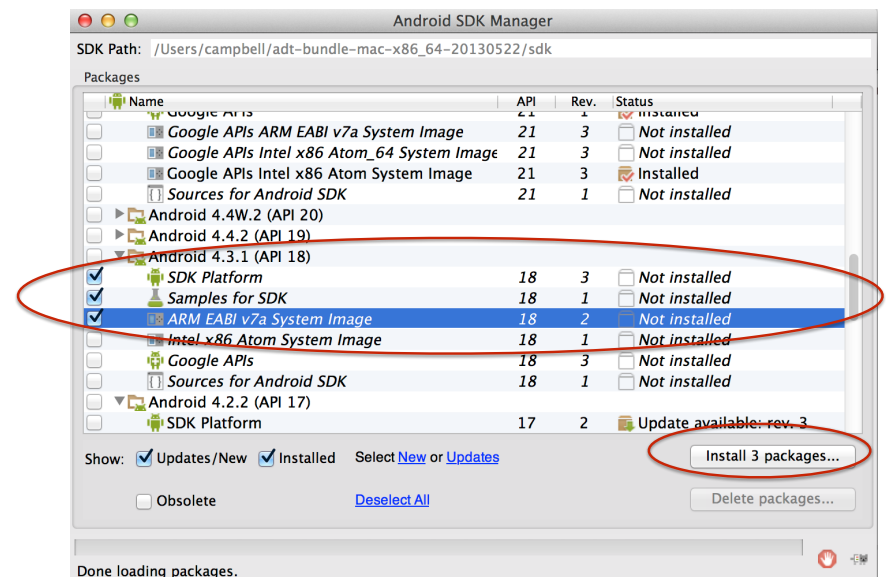 Android SDK Manager
SDK Path: /Users/campbell/adt-bundle-mac-x86_64-20130522/sdk
Packages
Name API Rev. Status
Google APIs 21 1 Installed
Google APIs ARM EABI v7a System Image 21 3 Not installed
Google APIs Intel x86 Atom_64 System Image 21 3 Not installed
Google APIs Intel x86 Atom System Image 21 3 Installed
Sources for Android SDK 21 1 Not installed
Android 4.4W.2 (API 20)
Android 4.4.2 (API 19)
Android 4.3.1 (API 18)
SDK Platform 18 3 Not installed
Samples for SDK 18 1 Not installed
ARM EABI v7a System Image 18 2 Not installed
Intel x86 Atom System Image 18 1 Not installed
Google APIs 18 3 Not installed
Sources for Android SDK 18 1 Not installed
Android 4.2.2 (API 17)
SDK Platform 17 2 Update available: rev. 3
Show: Updates/New Installed Select New or Updates Install 3 packages...
Obsolete Deselect All Delete packages...
Done loading packages.